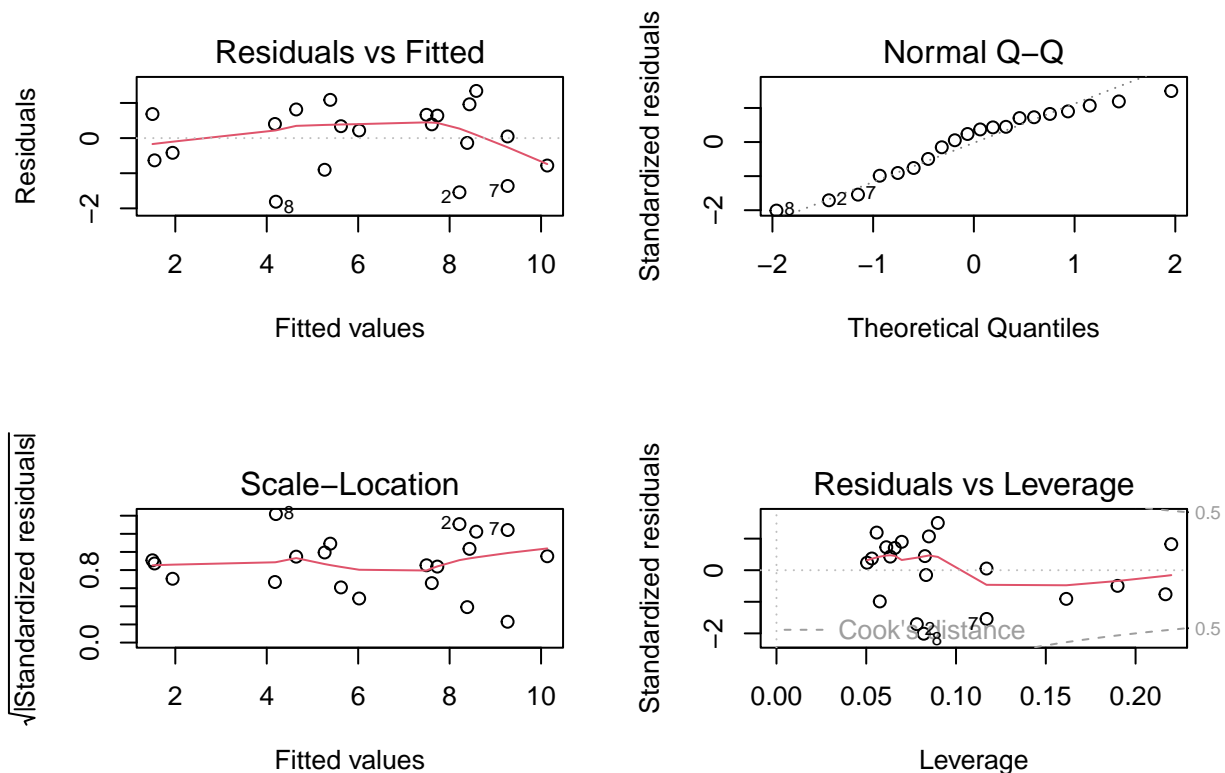 Residuals vs Fitted
Residuals
0
−2
8
2
7
2 4 6 8 10
Fitted values
Normal Q−Q
Standardized residuals
0
−2
8
2
7
−2 −1 0 1 2
Theoretical Quantiles
Scale−Location
√|Standardized residuals|
0.8
0.0
8
2
7
2 4 6 8 10
Fitted values
Residuals vs Leverage
Standardized residuals
0
−2
0.5
0.5
Cook's distance
7
2
8
0.00 0.05 0.10 0.15 0.20
Leverage